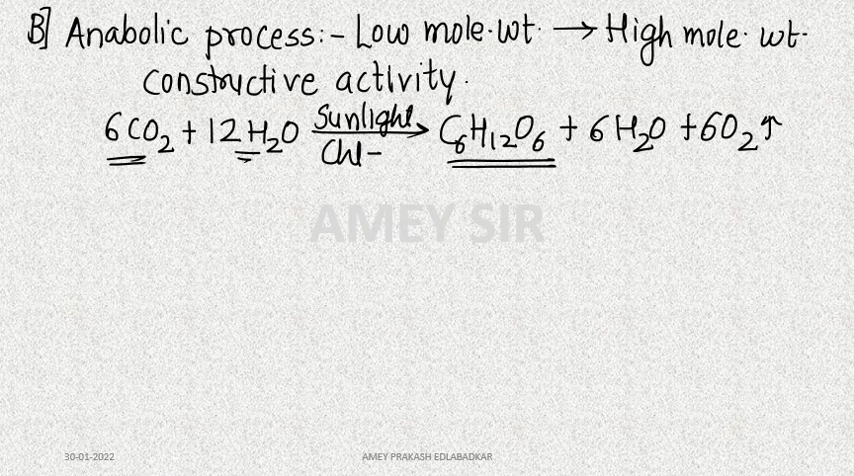 B] Anabolic process:- Low mole.wt. → High mole. wt.
constructive activity.
6CO₂ + 12H₂O Sunlight Chl- → C₆H₁₂O₆ + 6H₂O + 6O₂↑
AMEY SIR
30-01-2022
AMEY PRAKASH EDLABADKAR